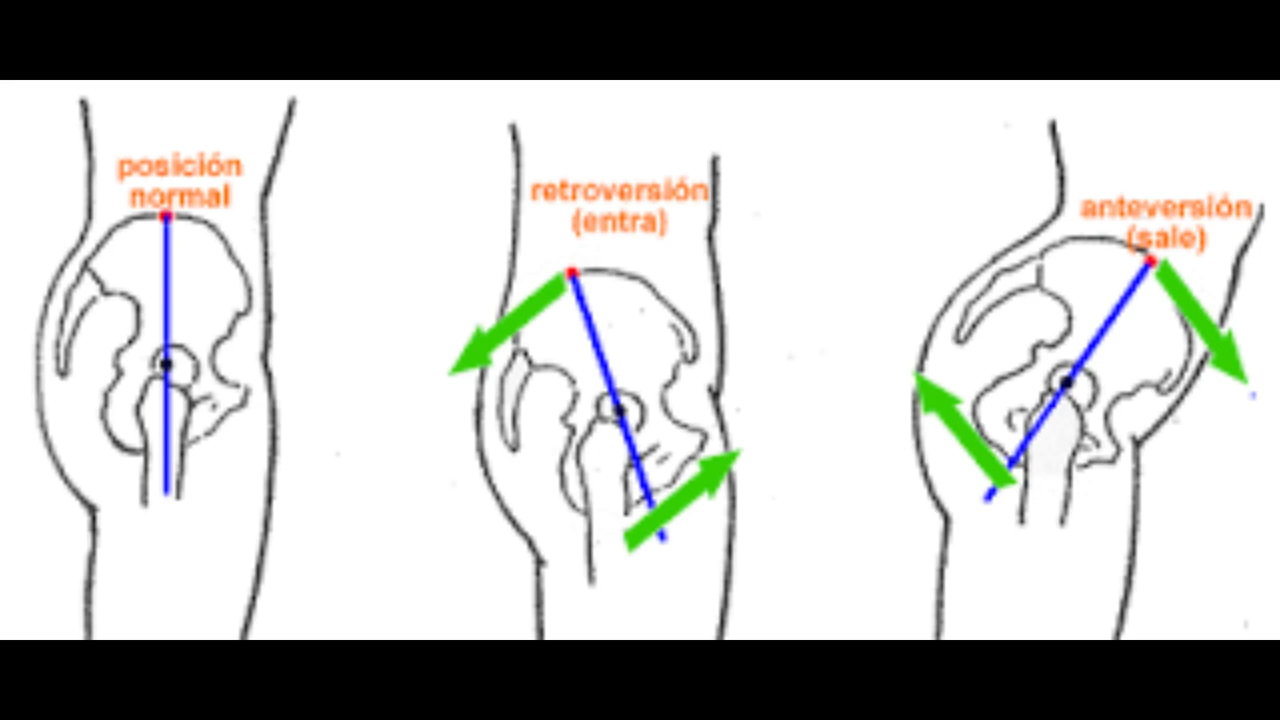 posición
normal
retroversión
(entra)
anteversión
(sale)